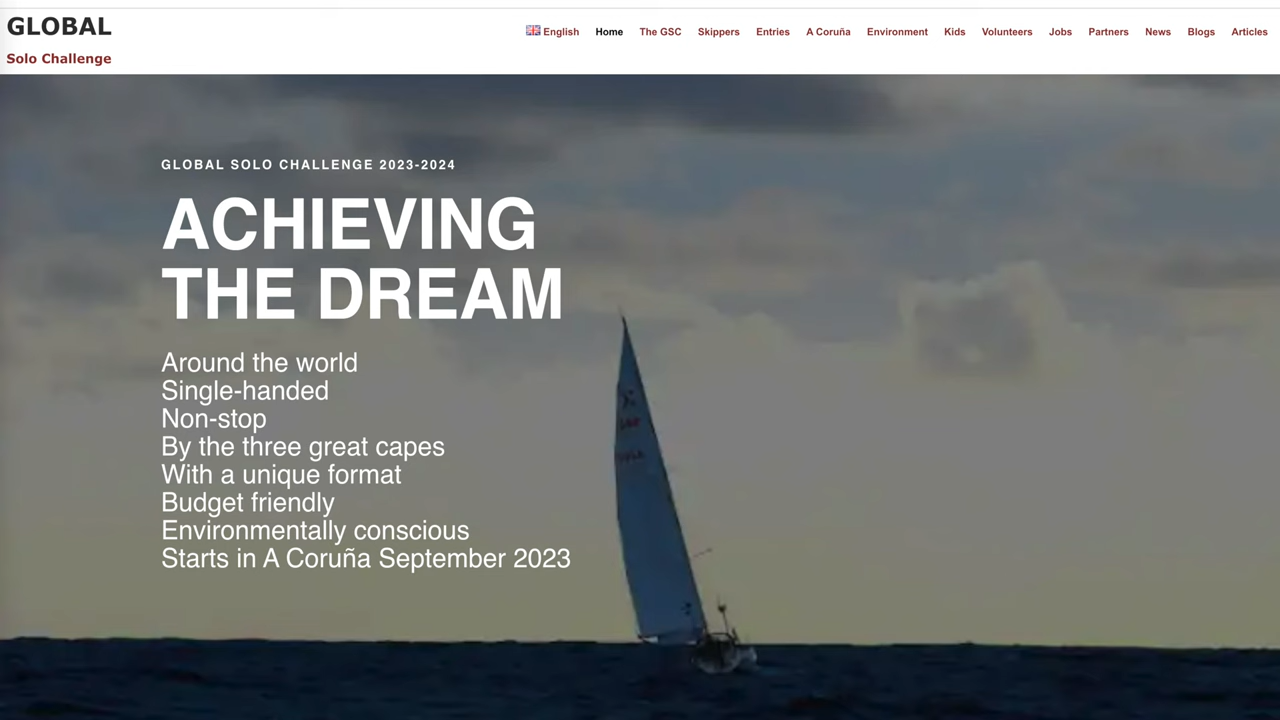 GLOBAL
Solo Challenge
English Home The GSC Skippers Entries A Coruña Environment Kids Volunteers Jobs Partners News Blogs Articles
GLOBAL SOLO CHALLENGE 2023-2024
ACHIEVING
THE DREAM
Around the world
Single-handed
Non-stop
By the three great capes
With a unique format
Budget friendly
Environmentally conscious
Starts in A Coruña September 2023